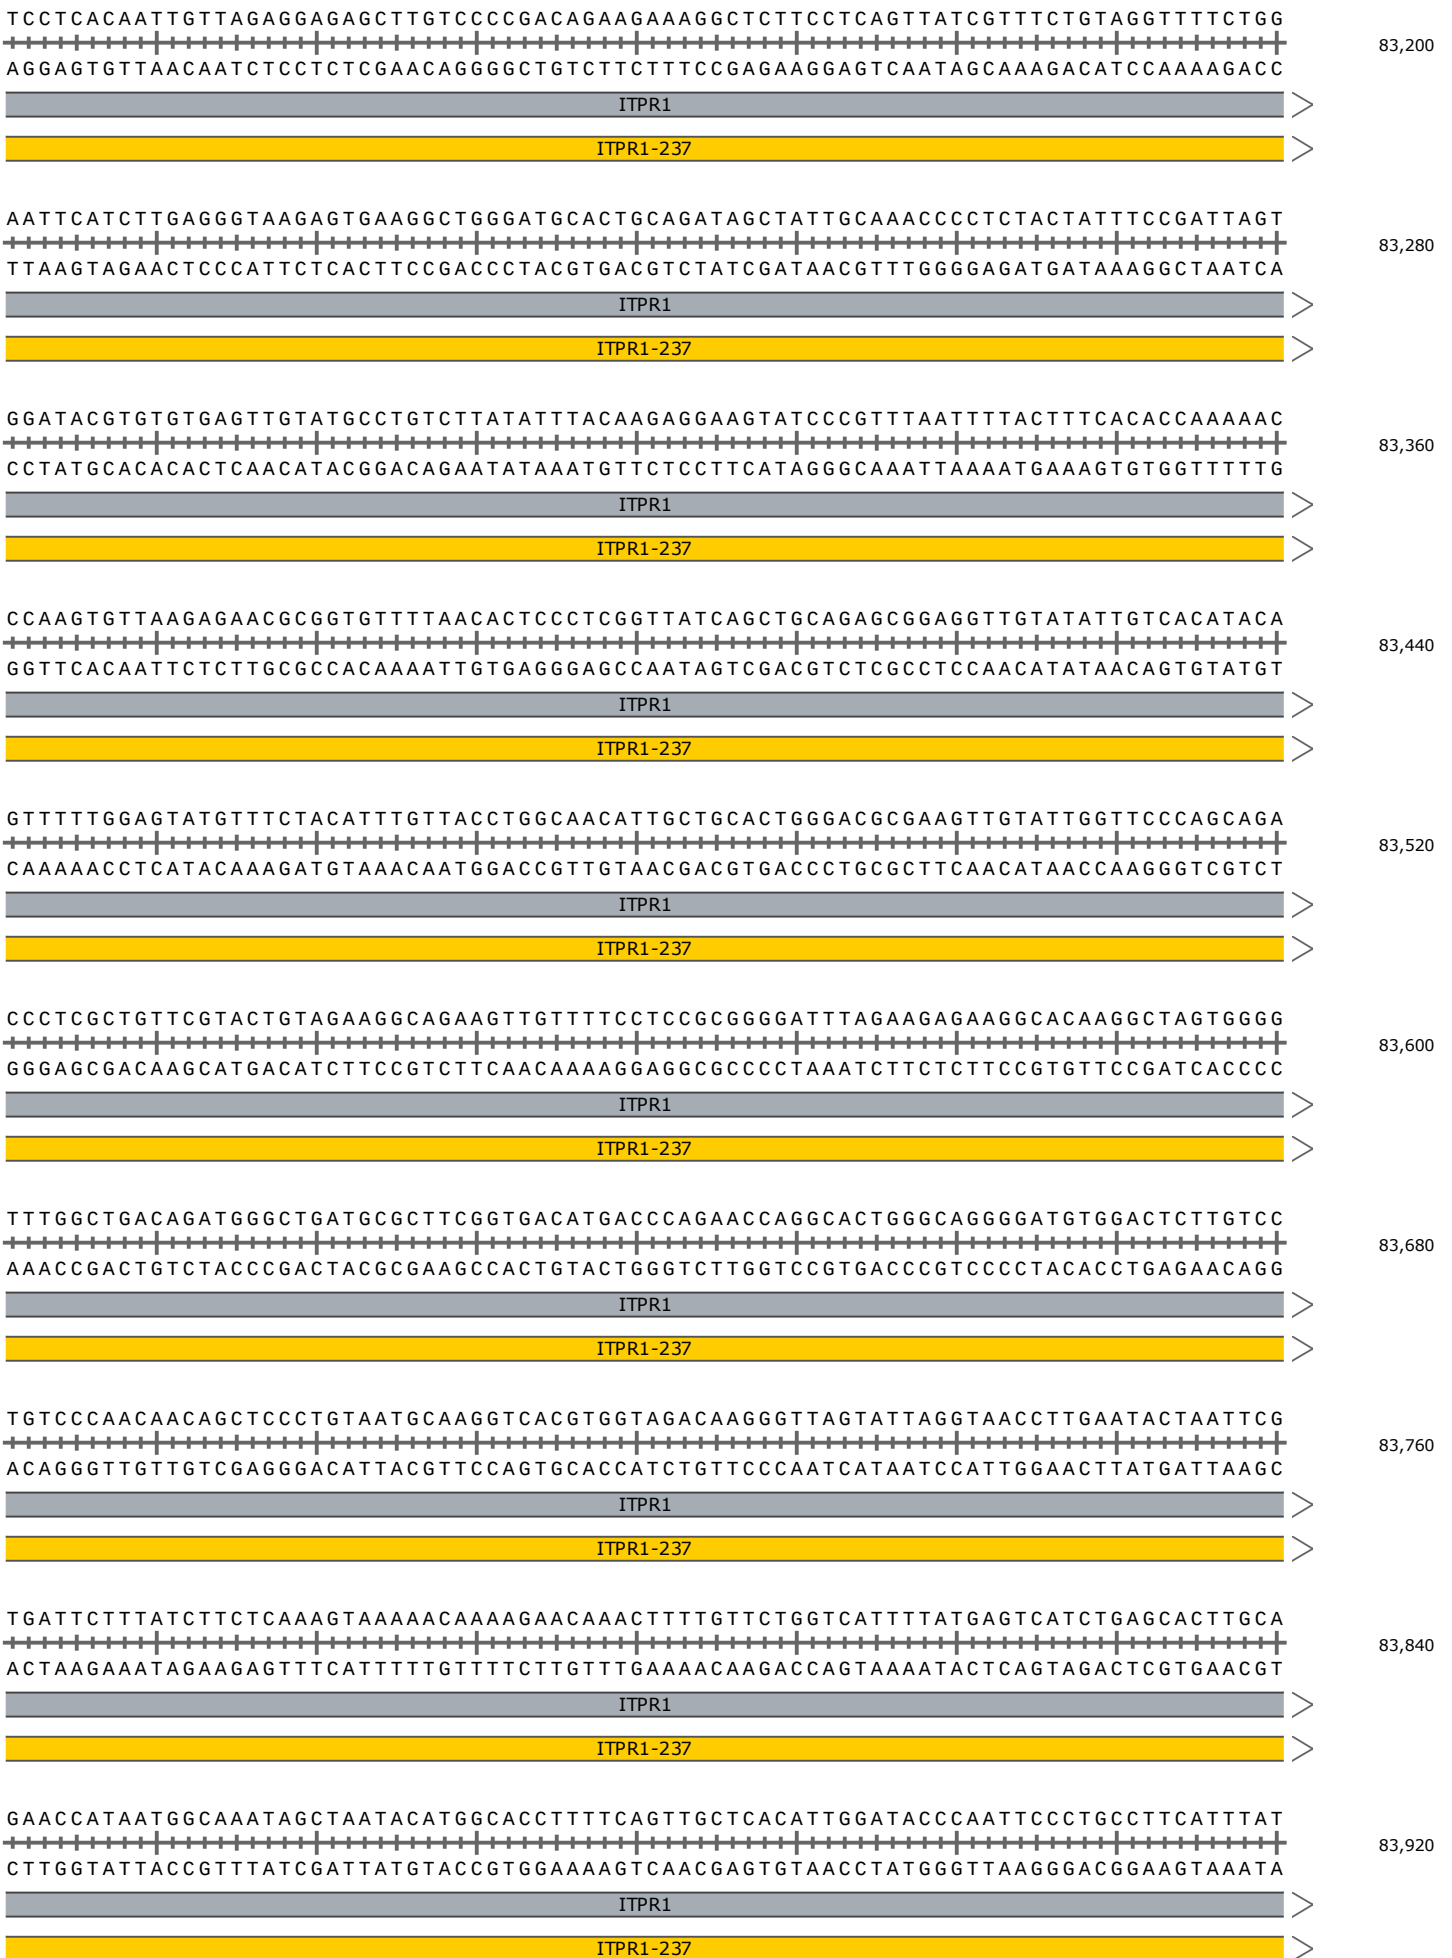 TCCTCACAATTGTTAGAGGAGAGCTTGTCCCCGACAGAAGAAAGGCTCTTCCTCAGTTATCGTTTCTGTAGGTTTTCTGG
83,200
AGGAGTGTTAACAATCTCCTCTCGAACAGGGGCTGTCTTCTTTCCGAGAAGGAGTCAATAGCAAAGACATCCAAAAGACC
ITPR1
ITPR1-237
AATTCATCTTGAGGGTAAGAGTGAAGGCTGGGATGCACTGCAGATAGCTATTGCAAACCCCTCTACTATTTCCGATTAGT
83,280
TTAAGTAGAACTCCCATTCTCACTTCCGACCCTACGTGACGTCTATCGATAACGTTTGGGGAGATGATAAAGGCTAATCA
ITPR1
ITPR1-237
GGATACGTGTGTGAGTTGTATGCCTGTCTTATATTTACAAGAGGAAGTATCCCGTTTAATTTTACTTTCACACCAAAAAC
83,360
CCTATGCACACACTCAACATACGGACAGAATATAAATGTTCTCCTTCATAGGGCAAATTAAAATGAAAGTGTGGTTTTTG
ITPR1
ITPR1-237
CCAAGTGTTAAGAGAACGCGGTGTTTTAACACTCCCTCGGTTATCAGCTGCAGAGCGGAGGTTGTATATTGTCACATACA
83,440
GGTTCACAATTCTCTTGCGCCACAAAATTGTGAGGGAGCCAATAGTCGACGTCTCGCCTCCAACATATAACAGTGTATGT
ITPR1
ITPR1-237
GTTTTTGGAGTATGTTTCTACATTTGTTACCTGGCAACATTGCTGCACTGGGACGCGAAGTTGTATTGGTTCCCAGCAGA
83,520
CAAAAACCTCATACAAAGATGTAAACAATGGACCGTTGTAACGACGTGACCCTGCGCTTCAACATAACCAAGGGTCGTCT
ITPR1
ITPR1-237
CCCTCGCTGTTCGTACTGTAGAAGGCAGAAGTTGTTTTCCTCCGCGGGGATTTAGAAGAGAAGGCACAAGGCTAGTGGGG
83,600
GGGAGCGACAAGCATGACATCTTCCGTCTTCAACAAAAGGAGGCGCCCCTAAATCTTCTCTTCCGTGTTCCGATCACCCC
ITPR1
ITPR1-237
TTTGGCTGACAGATGGGCTGATGCGCTTCGGTGACATGACCCAGAACCAGGCACTGGGCAGGGGATGTGGACTCTTGTCC
83,680
AAACCGACTGTCTACCCGACTACGCGAAGCCACTGTACTGGGTCTTGGTCCGTGACCCGTCCCCTACACCTGAGAACAGG
ITPR1
ITPR1-237
TGTCCCAACAACAGCTCCCTGTAATGCAAGGTCACGTGGTAGACAAGGGTTAGTATTAGGTAACCTTGAATACTAATTCG
83,760
ACAGGGTTGTTGTCGAGGGACATTACGTTCCAGTGCACCATCTGTTCCCAATCATAATCCATTGGAACTTATGATTAAGC
ITPR1
ITPR1-237
TGATTCTTTATCTTCTCAAAGTAAAAACAAAAGAACAAACTTTTGTTCTGGTCATTTTATGAGTCATCTGAGCACTTGCA
83,840
ACTAAGAAATAGAAGAGTTTCATTTTTGTTTTCTTGTTTGAAAACAAGACCAGTAAAATACTCAGTAGACTCGTGAACGT
ITPR1
ITPR1-237
GAACCATAATGGCAAATAGCTAATACATGGCACCTTTTCAGTTGCTCACATTGGATACCCAATTCCCTGCCTTCATTTAT
83,920
CTTGGTATTACCGTTTATCGATTATGTACCGTGGAAAAGTCAACGAGTGTAACCTATGGGTTAAGGGACGGAAGTAAATA
ITPR1
ITPR1-237